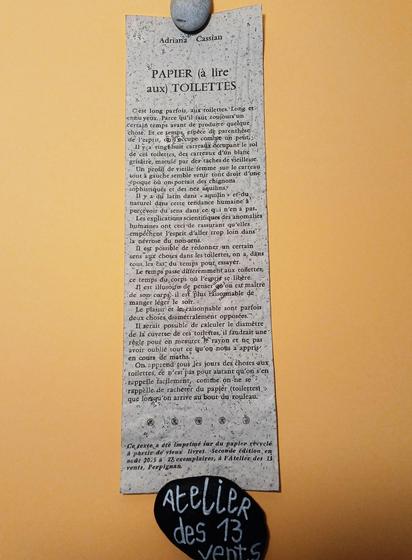 Adriana Cassian
PAPIER (à lire
aux) TOILETTES
C'est long parfois, aux toilettes. Long et
ennuyeux. Parce qu'il faut toujours un
certain temps avant de produire quelque
chose. Et ce temps, espèce de parenthèse
de l'esprit, on l'occupe comme on peut.
Il y a vingt-huit carreaux occupant le sol
de ces toilettes, des carreaux d'un blanc
grisâtre, moucheté par des taches de vieillesse.
Un profil de vieille femme sur le carreau
tout à gauche semble venir tout droit d'une
époque où on portait des chignons
sophistiqués et des nez aquilins.
Il y a du latin dans « aquilin » et du
naturel dans cette tendance humaine à
percevoir du sens dans ce qui n'en a pas.
Les explications scientifiques des anomalies
humaines ont ceci de rassurant qu'elles
empêchent l'esprit d'aller trop loin dans
la névrose du non-sens.
Il est possible de redonner un certain
sens aux choses dans les toilettes, on a, dans
tous les cas, du temps pour essayer.
Le temps passe différemment aux toilettes,
ce temps du corps où l'esprit se libère.
Il est illusoire de penser qu'on est maître
de son corps, il est plus raisonnable de
manger léger le soir.
Le plaisir et le raisonnable sont parfois
deux choses diamétralement opposées.
Il serait possible de calculer le diamètre
de la cuvette de ces toilettes, il faudrait une
règle pour en mesurer le rayon et ne pas
avoir oublié tout ce qu'on nous a appris
en cours de maths.
On apprend tous les jours des choses aux
toilettes, ce n'est pas pour autant qu'on s'en
rappelle facilement, comme on ne se
rappelle de racheter du papier (toilettes)
que lorsqu'on arrive au bout du rouleau.
Ce texte a été imprimé sur du papier recyclé
à partir de vieux livres. Seconde édition, en
août à exemplaires, à l'Atelier des 13
vents, Perpignan.
AtELiER
des 13
vents